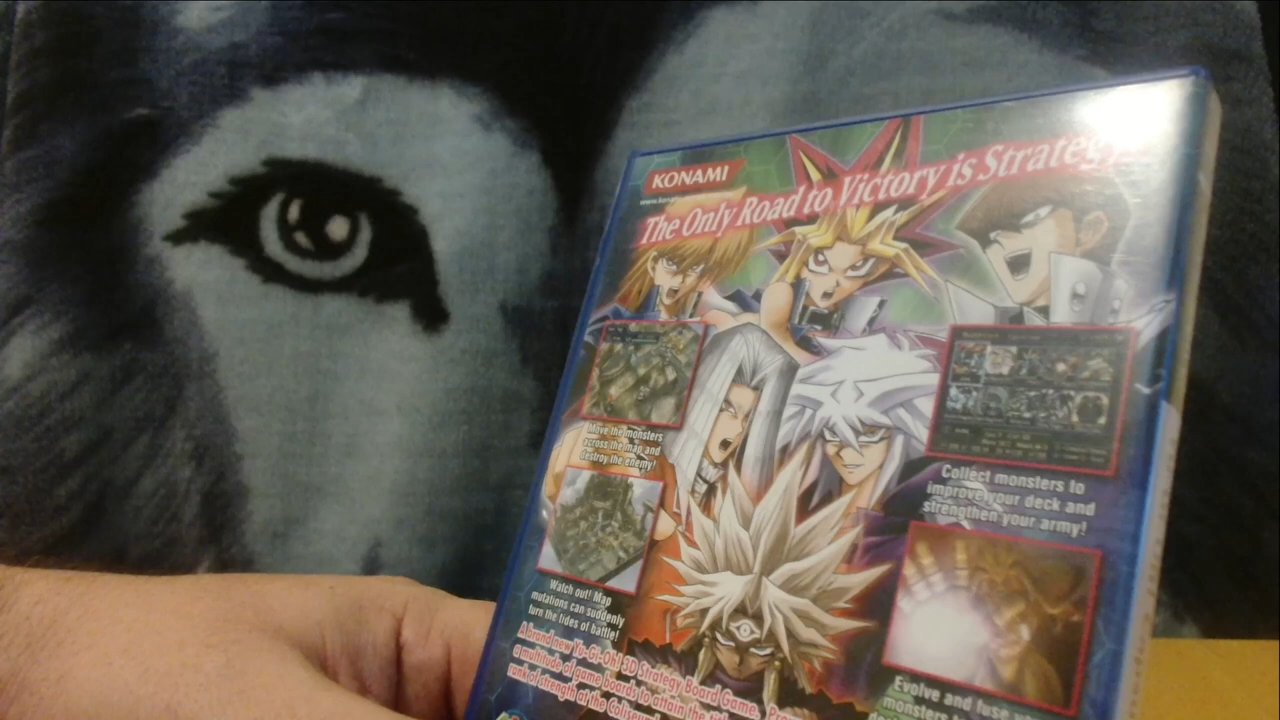 KONAMI
The Only Road to Victory is Strategy
Move the monsters
across the map and
destroy the enemy!
Collect monsters to
improve your deck and
strengthen your army!
Watch out! Map
mutations can suddenly
turn the tides of battle!
A brand new Yu-Gi-Oh! 3D Strategy Board Game.
a multitude of game boards to attain the
rank of strength at the
Evolve and fuse
monsters